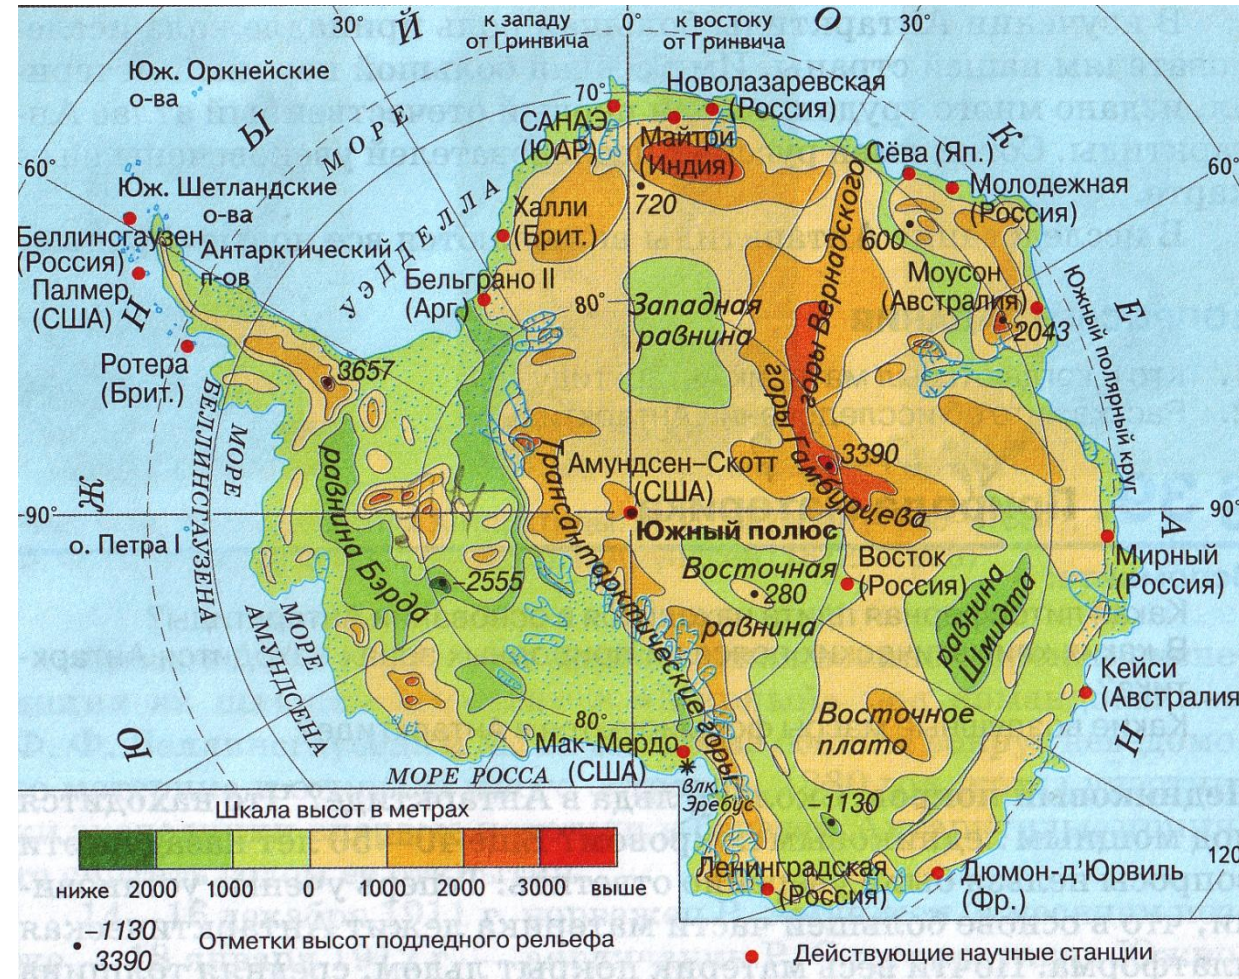 30°
Й
к западу
от Гринвича
0°
к востоку
от Гринвича
О
30°
Юж. Оркнейские
о-ва
Ы
МОРЕ
УЭДДЕЛЛА
70°
САНАЭ
(ЮАР)
Новолазаревская
(Россия)
Майтри
(Индия)
720
К
Сёва (Яп.)
60°
60°
Молодежная
(Россия)
Юж. Шетландские
о-ва
Беллинсгаузен
(Россия)
Антарктический
п-ов
Палмер
(США)
Н
Халли
(Брит.)
Бельграно II
(Арг.)
80°
600
Моусон
(Австралия)
2043
Южный полярный круг
Е
Западная
равнина
горы Вернадского
горы Гамбурцева
3390
Ротера
(Брит.)
3657
МОРЕ
БЕЛЛИНСГАУЗЕНА
равнина Бэрда
Трансантарктические горы
Амундсен–Скотт
(США)
Южный полюс
Ж
90°
90°
А
о. Петра I
-2555
Восточная
равнина
280
Восток
(Россия)
равнина
Шмидта
Мирный
(Россия)
МОРЕ
АМУНДСЕНА
Кейси
(Австралия
Ю
80°
Восточное
плато
Н
Мак-Мердо
(США)
МОРЕ РОССА
Влк.
Эребус
-1130
Ленинградская
(Россия)
Дюмон-д'Юрвиль
(Фр.)
120
Шкала высот в метрах
ниже 2000 1000 0 1000 2000 3000 выше
-1130
3390
Отметки высот подледного рельефа
Действующие научные станции